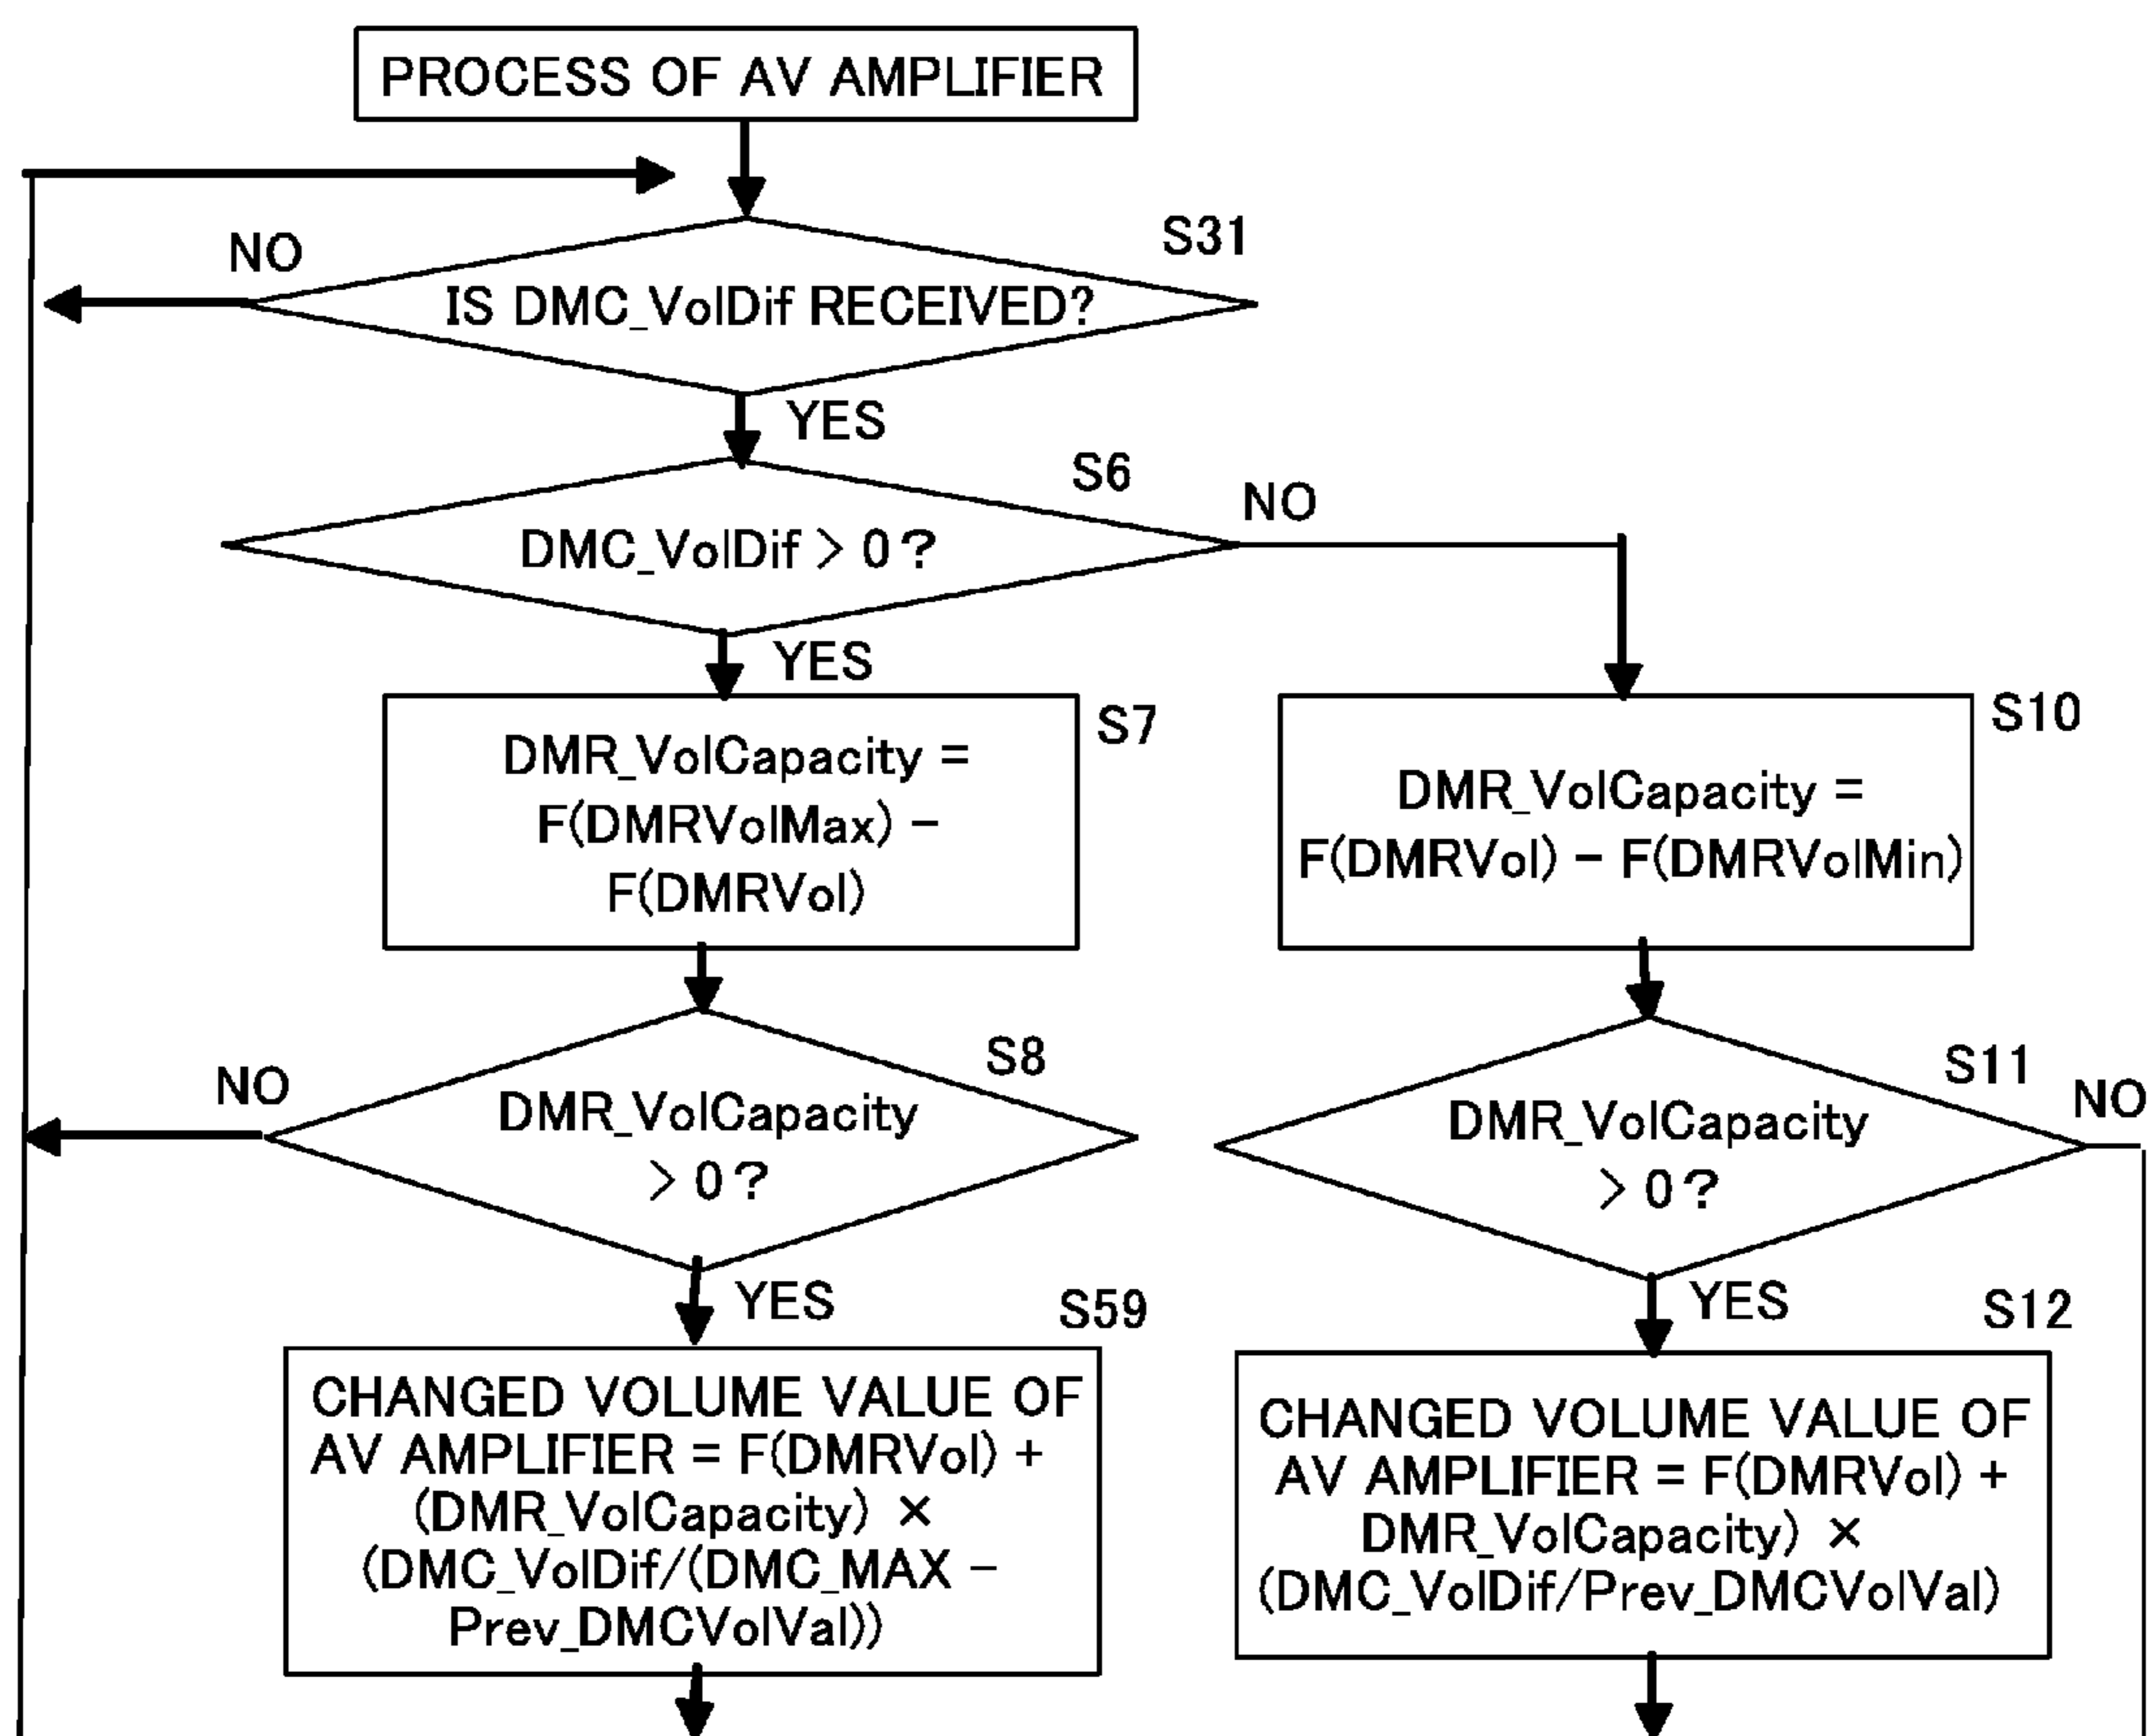 PROCESS OF AV AMPLIFIER
S31
NO
IS DMC_VolDif RECEIVED?
YES
S6
NO
DMC_VolDif > 0 ?
YES
S7
DMR_VolCapacity =
F(DMRVolMax) −
F(DMRVol)
S10
DMR_VolCapacity =
F(DMRVol) − F(DMRVolMin)
S8
NO
DMR_VolCapacity
> 0 ?
YES
S11
NO
DMR_VolCapacity
> 0 ?
YES
S59
CHANGED VOLUME VALUE OF
AV AMPLIFIER = F(DMRVol) +
(DMR_VolCapacity) ×
(DMC_VolDif/(DMC_MAX −
Prev_DMCVolVal))
S12
CHANGED VOLUME VALUE OF
AV AMPLIFIER = F(DMRVol) +
DMR_VolCapacity) ×
(DMC_VolDif/Prev_DMCVolVal)